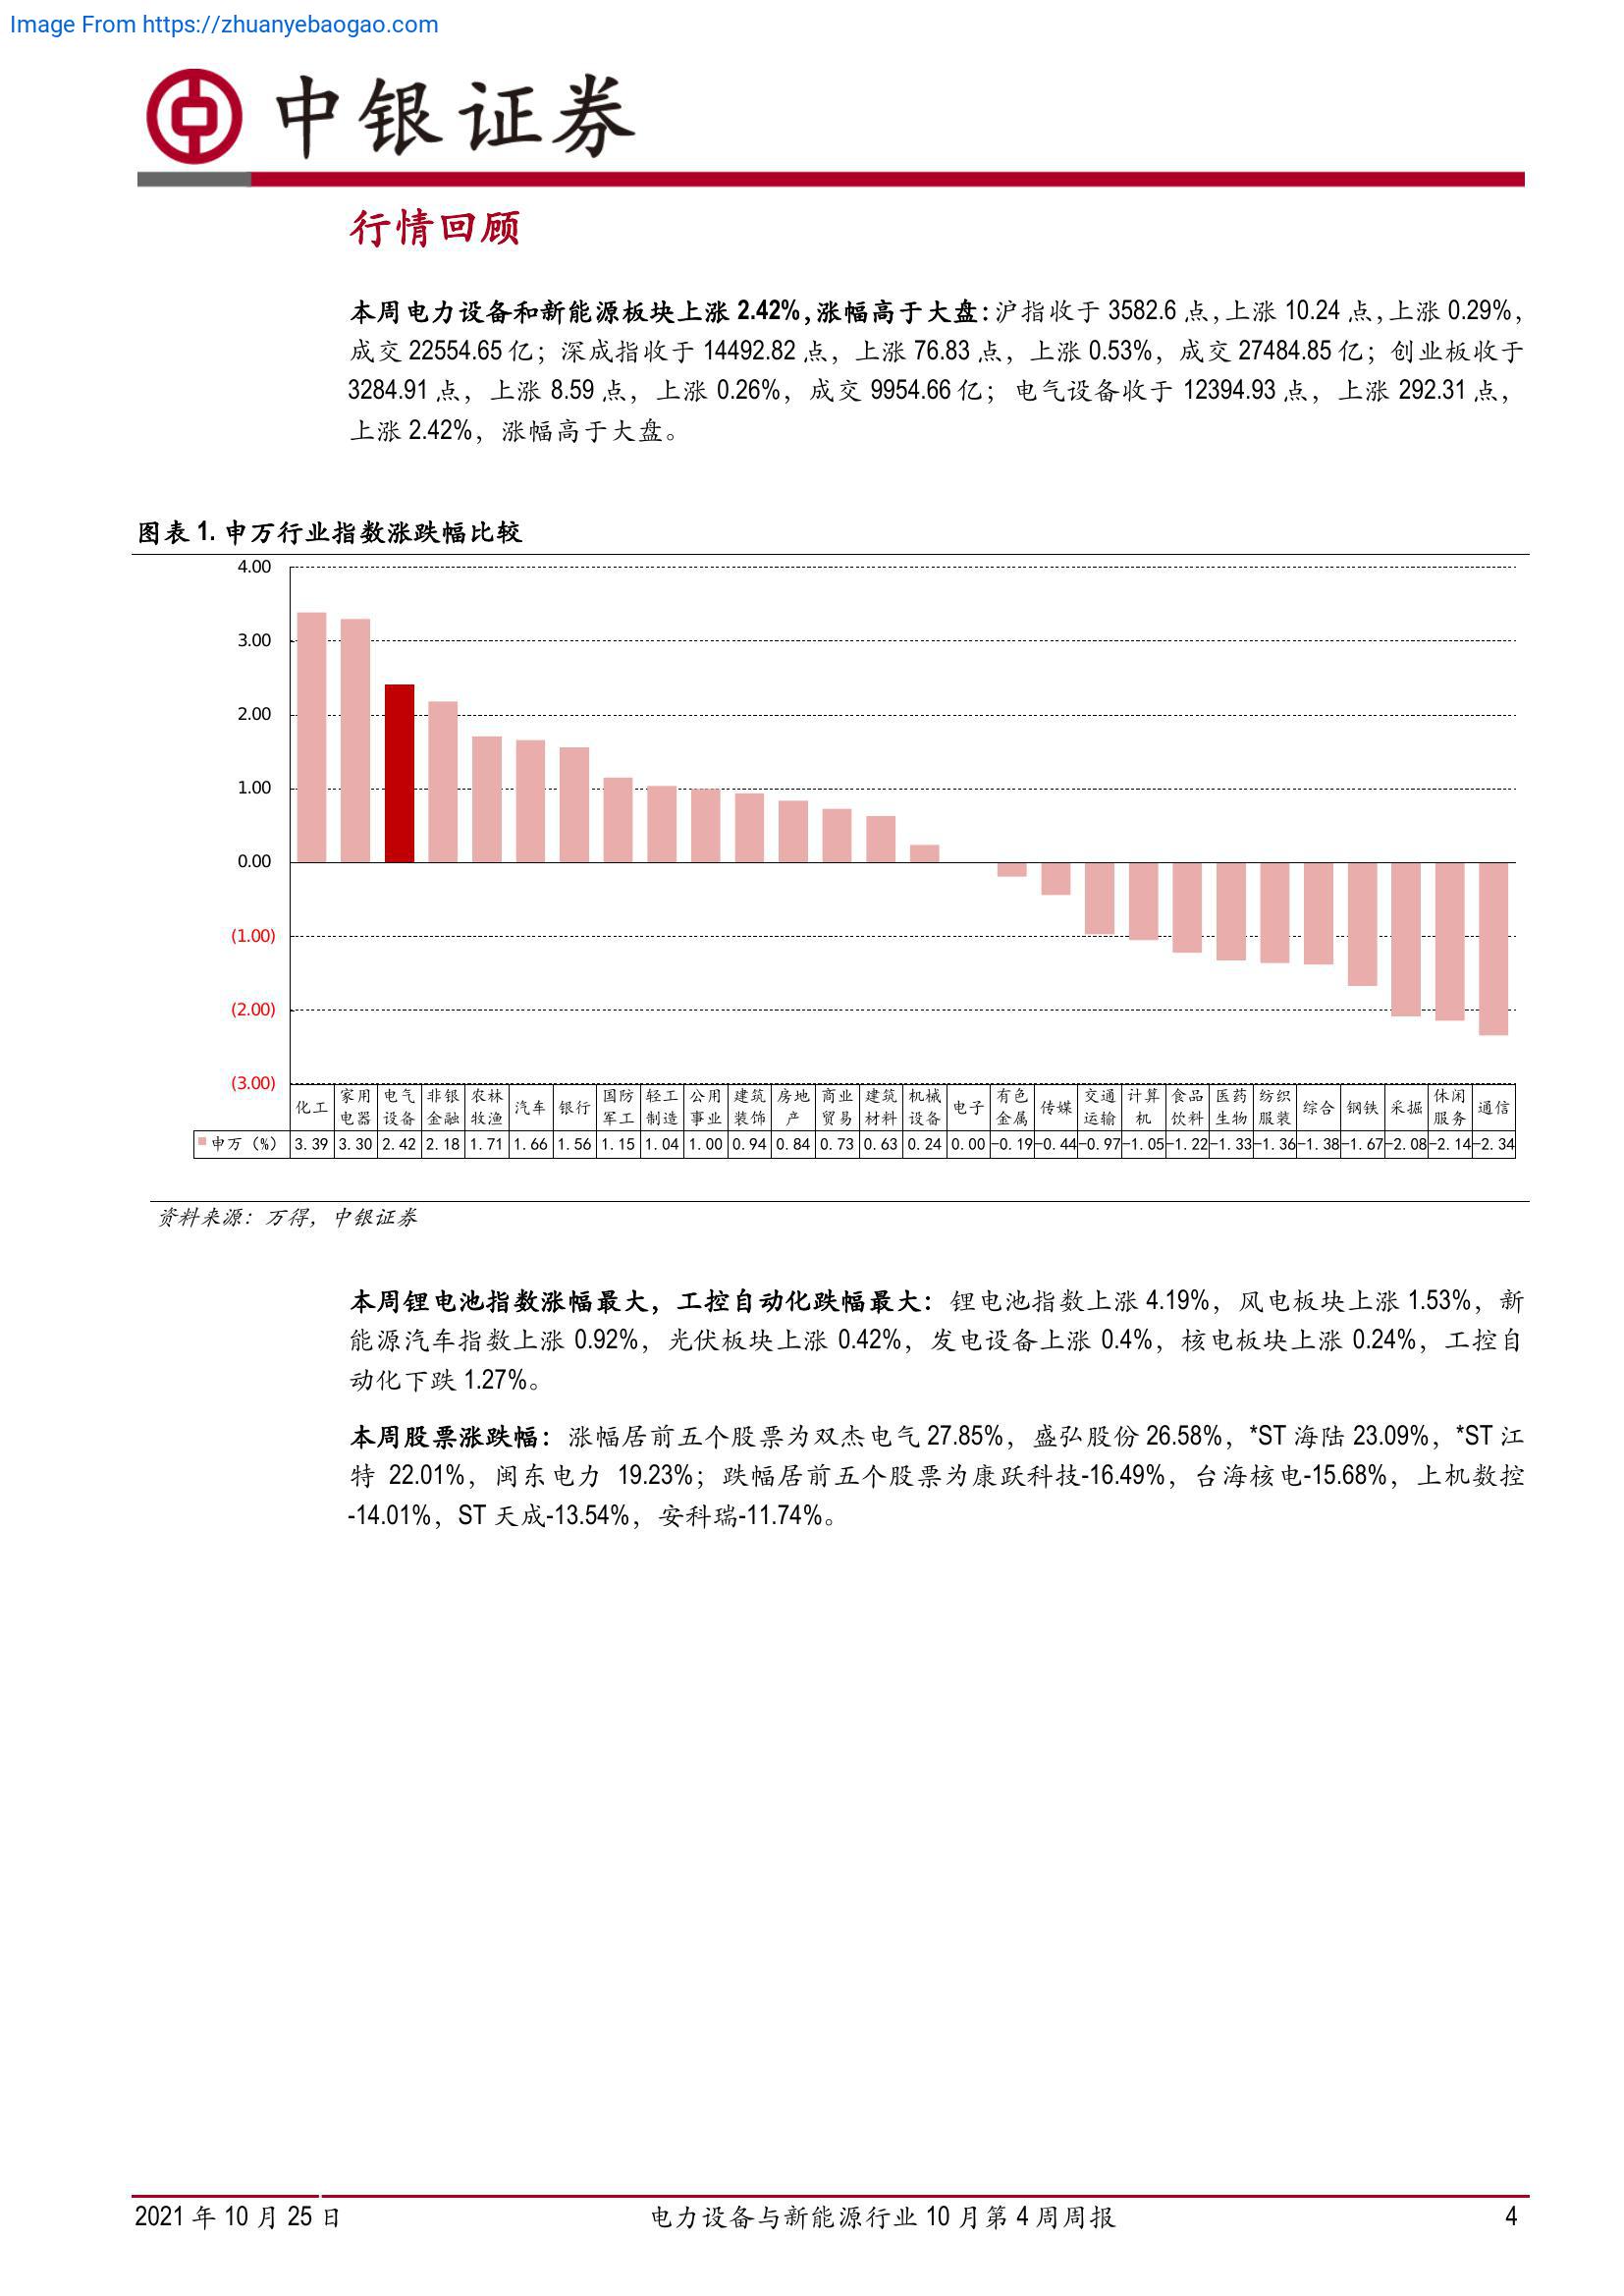 Image From https://zhuanyebaogao.com
中银证券
行情回顾
本周电力设备和新能源板块上涨 2.42%,涨幅高于大盘:沪指收于 3582.6 点,上涨 10.24 点,上涨 0.29%,
成交 22554.65 亿；深成指收于 14492.82 点，上涨 76.83 点，上涨 0.53%，成交 27484.85 亿；创业板收于
3284.91 点，上涨 8.59 点，上涨 0.26%，成交 9954.66 亿；电气设备收于 12394.93 点，上涨 292.31 点，
上涨 2.42%，涨幅高于大盘。
图表 1. 申万行业指数涨跌幅比较
4.00
3.00
2.00
1.00
0.00
(1.00)
(2.00)
(3.00)
化工 家用电器 电气设备 非银金融 农林牧渔 汽车 银行 国防军工 轻工制造 公用事业 建筑装饰 房地产 商业贸易 建筑材料 机械设备 电子 有色金属 传媒 交通运输 计算机 食品饮料 医药生物 纺织服装 综合 钢铁 采掘 休闲服务 通信
申万（%） 3.39 3.30 2.42 2.18 1.71 1.66 1.56 1.15 1.04 1.00 0.94 0.84 0.73 0.63 0.24 0.00 -0.19 -0.44 -0.97 -1.05 -1.22 -1.33 -1.36 -1.38 -1.67 -2.08 -2.14 -2.34
资料来源：万得，中银证券
本周锂电池指数涨幅最大，工控自动化跌幅最大：锂电池指数上涨 4.19%，风电板块上涨 1.53%，新
能源汽车指数上涨 0.92%，光伏板块上涨 0.42%，发电设备上涨 0.4%，核电板块上涨 0.24%，工控自
动化下跌 1.27%。
本周股票涨跌幅：涨幅居前五个股票为双杰电气 27.85%，盛弘股份 26.58%，*ST 海陆 23.09%，*ST 江
特 22.01%，闽东电力 19.23%；跌幅居前五个股票为康跃科技-16.49%，台海核电-15.68%，上机数控
-14.01%，ST 天成-13.54%，安科瑞-11.74%。
2021 年 10 月 25 日 电力设备与新能源行业 10 月第 4 周周报 4